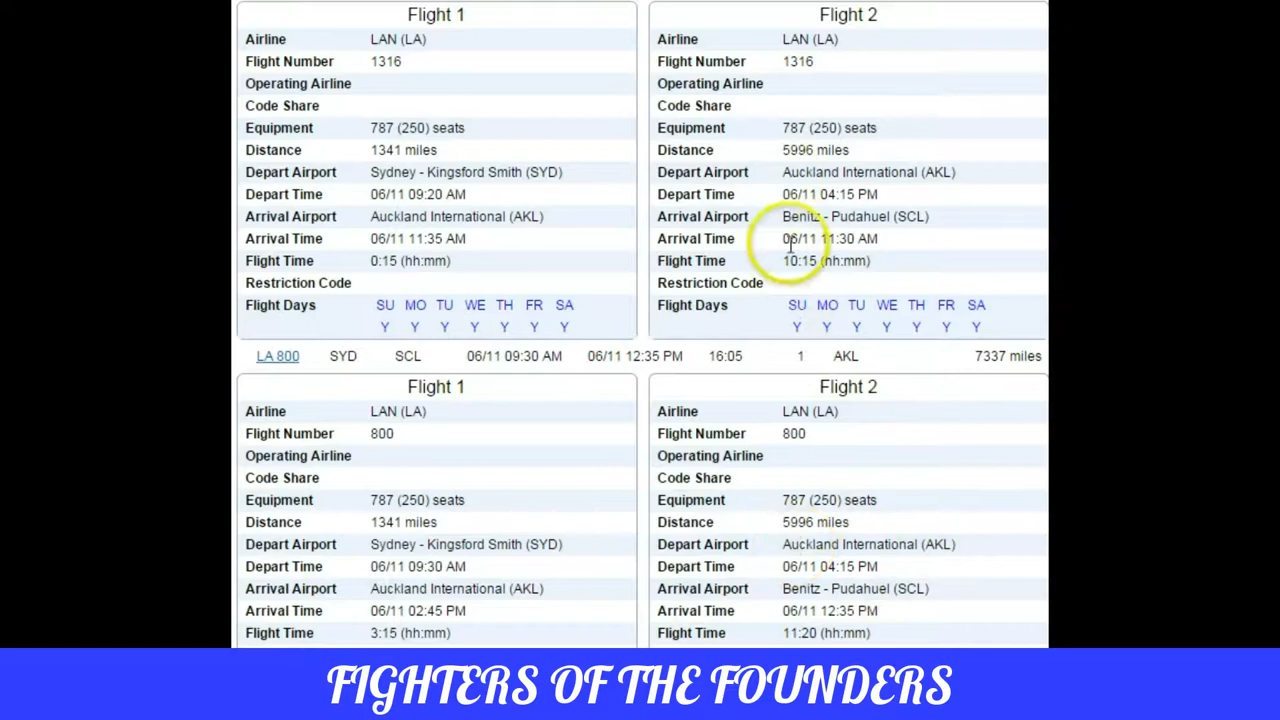 Flight 1
Airline LAN (LA)
Flight Number 1316
Operating Airline
Code Share
Equipment 787 (250) seats
Distance 1341 miles
Depart Airport Sydney - Kingsford Smith (SYD)
Depart Time 06/11 09:20 AM
Arrival Airport Auckland International (AKL)
Arrival Time 06/11 11:35 AM
Flight Time 0:15 (hh:mm)
Restriction Code
Flight Days SU MO TU WE TH FR SA
Y Y Y Y Y Y Y
Flight 2
Airline LAN (LA)
Flight Number 1316
Operating Airline
Code Share
Equipment 787 (250) seats
Distance 5996 miles
Depart Airport Auckland International (AKL)
Depart Time 06/11 04:15 PM
Arrival Airport Benitz - Pudahuel (SCL)
Arrival Time 06/11 11:30 AM
Flight Time 10:15 (hh:mm)
Restriction Code
Flight Days SU MO TU WE TH FR SA
Y Y Y Y Y Y Y
LA 800 SYD SCL 06/11 09:30 AM 06/11 12:35 PM 16:05 1 AKL 7337 miles
Flight 1
Airline LAN (LA)
Flight Number 800
Operating Airline
Code Share
Equipment 787 (250) seats
Distance 1341 miles
Depart Airport Sydney - Kingsford Smith (SYD)
Depart Time 06/11 09:30 AM
Arrival Airport Auckland International (AKL)
Arrival Time 06/11 02:45 PM
Flight Time 3:15 (hh:mm)
Flight 2
Airline LAN (LA)
Flight Number 800
Operating Airline
Code Share
Equipment 787 (250) seats
Distance 5996 miles
Depart Airport Auckland International (AKL)
Depart Time 06/11 04:15 PM
Arrival Airport Benitz - Pudahuel (SCL)
Arrival Time 06/11 12:35 PM
Flight Time 11:20 (hh:mm)
FIGHTERS OF THE FOUNDERS